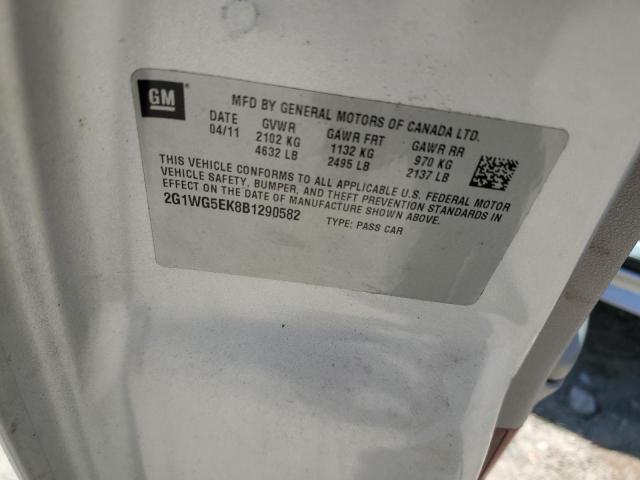 GM
MFD BY GENERAL MOTORS OF CANADA LTD.
DATE GVWR GAWR FRT GAWR RR
04/11 2102 KG 1132 KG 970 KG
4632 LB 2495 LB 2137 LB
THIS VEHICLE CONFORMS TO ALL APPLICABLE U.S. FEDERAL MOTOR
VEHICLE SAFETY, BUMPER, AND THEFT PREVENTION STANDARDS IN
EFFECT ON THE DATE OF MANUFACTURE SHOWN ABOVE.
2G1WG5EK8B1290582 TYPE: PASS CAR